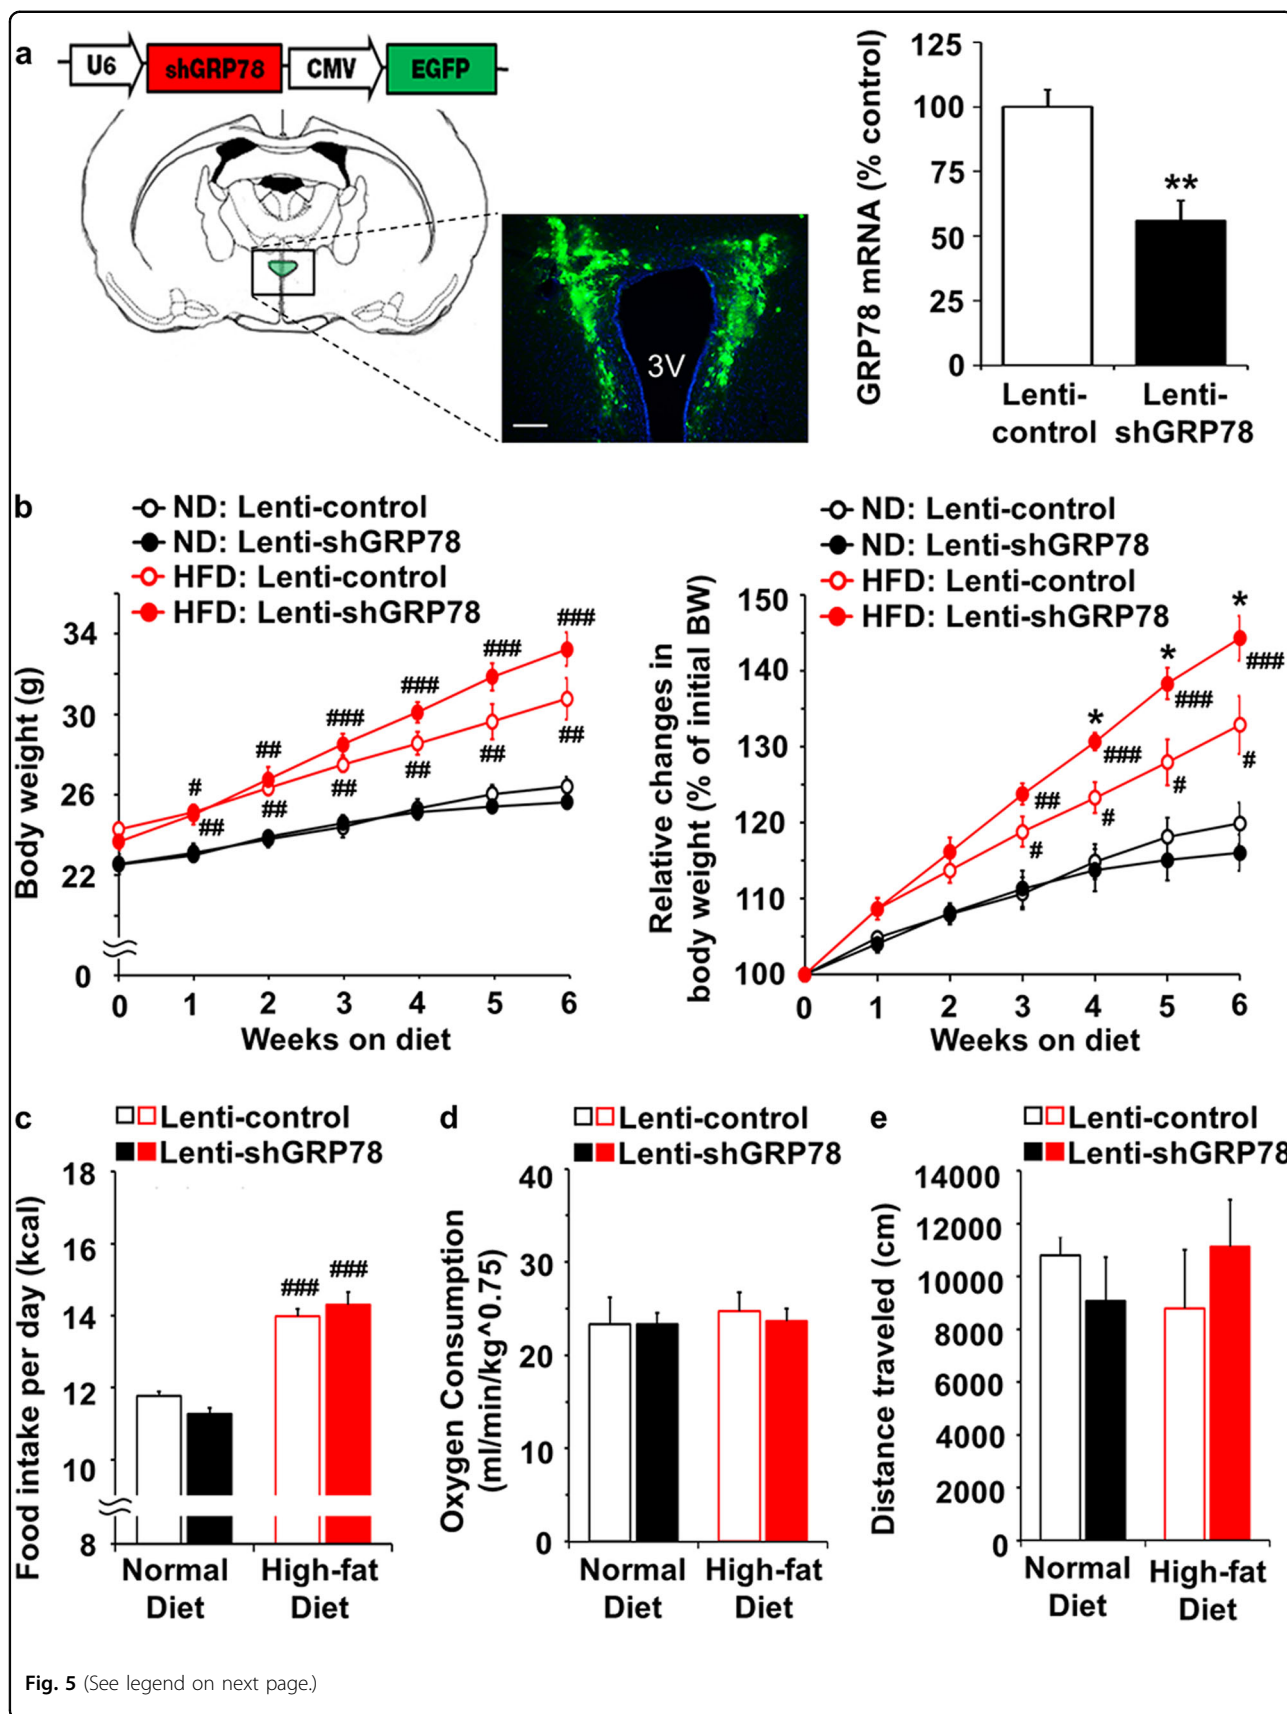 a
U6 shGRP78 CMV EGFP
3V
GRP78 mRNA (% control)
125
100
75
50
25
0
**
Lenti-control
Lenti-shGRP78
b
ND: Lenti-control
ND: Lenti-shGRP78
HFD: Lenti-control
HFD: Lenti-shGRP78
Body weight (g)
34
30
26
22
0
# ## ### ### ### ###
## ## ## ## ## ##
0 1 2 3 4 5 6
Weeks on diet
ND: Lenti-control
ND: Lenti-shGRP78
HFD: Lenti-control
HFD: Lenti-shGRP78
Relative changes in
body weight (% of initial BW)
150
140
130
120
110
100
* * *
## ### ### ###
# # # #
0 1 2 3 4 5 6
Weeks on diet
c
Lenti-control
Lenti-shGRP78
Food intake per day (kcal)
18
16
14
12
10
8
### ###
Normal Diet
High-fat Diet
d
Lenti-control
Lenti-shGRP78
Oxygen Consumption
(ml/min/kg^0.75)
40
30
20
10
0
Normal Diet
High-fat Diet
e
Lenti-control
Lenti-shGRP78
Distance traveled (cm)
14000
12000
10000
8000
6000
4000
2000
0
Normal Diet
High-fat Diet
Fig. 5 (See legend on next page.)